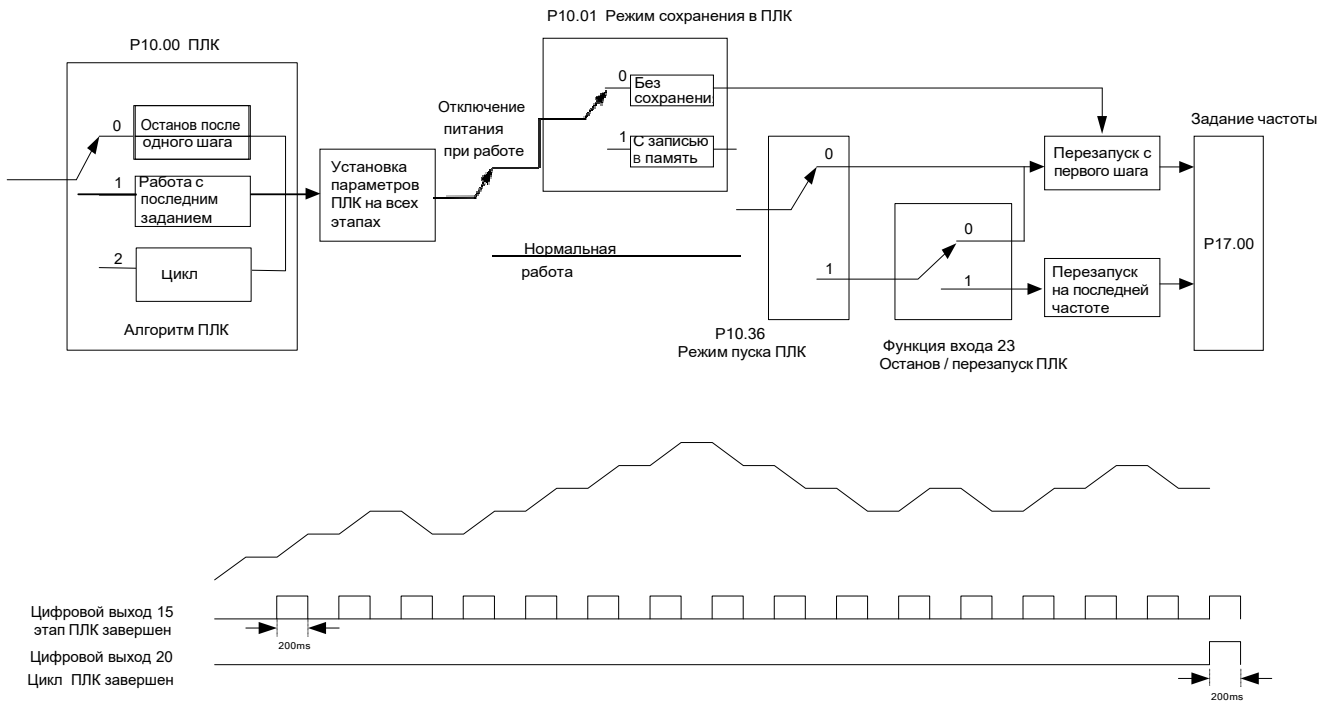 P10.01 Режим сохранения в ПЛК
P10.00 ПЛК
0
Останов после
одного шага
1
Работа с
последним
заданием
2
Цикл
Алгоритм ПЛК
Установка
параметров
ПЛК на всех
этапах
Отключение
питания
при работе
0
Без
сохранени
1
С записью
в память
Нормальная
работа
0
1
P10.36
Режим пуска ПЛК
0
1
Функция входа 23
Останов / перезапуск ПЛК
Перезапуск с
первого шага
Перезапуск
на последней
частоте
Задание частоты
P17.00
Цифровой выход 15
этап ПЛК завершен
200ms
Цифровой выход 20
Цикл ПЛК завершен
200ms